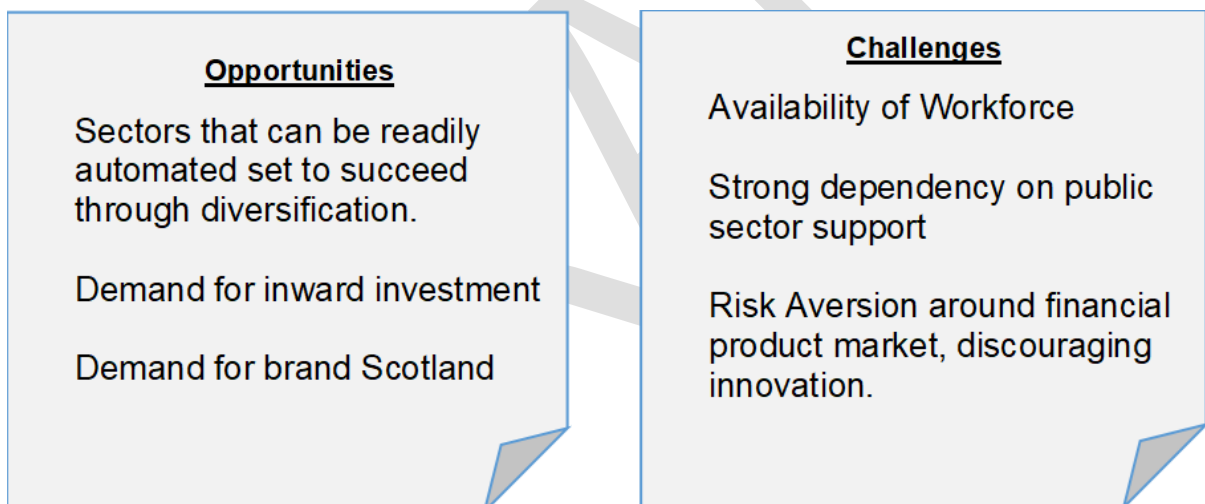 Opportunities
Sectors that can be readily
automated set to succeed
through diversification.
Demand for inward investment
Demand for brand Scotland
Challenges
Availability of Workforce
Strong dependency on public
sector support
Risk Aversion around financial
product market, discouraging
innovation.